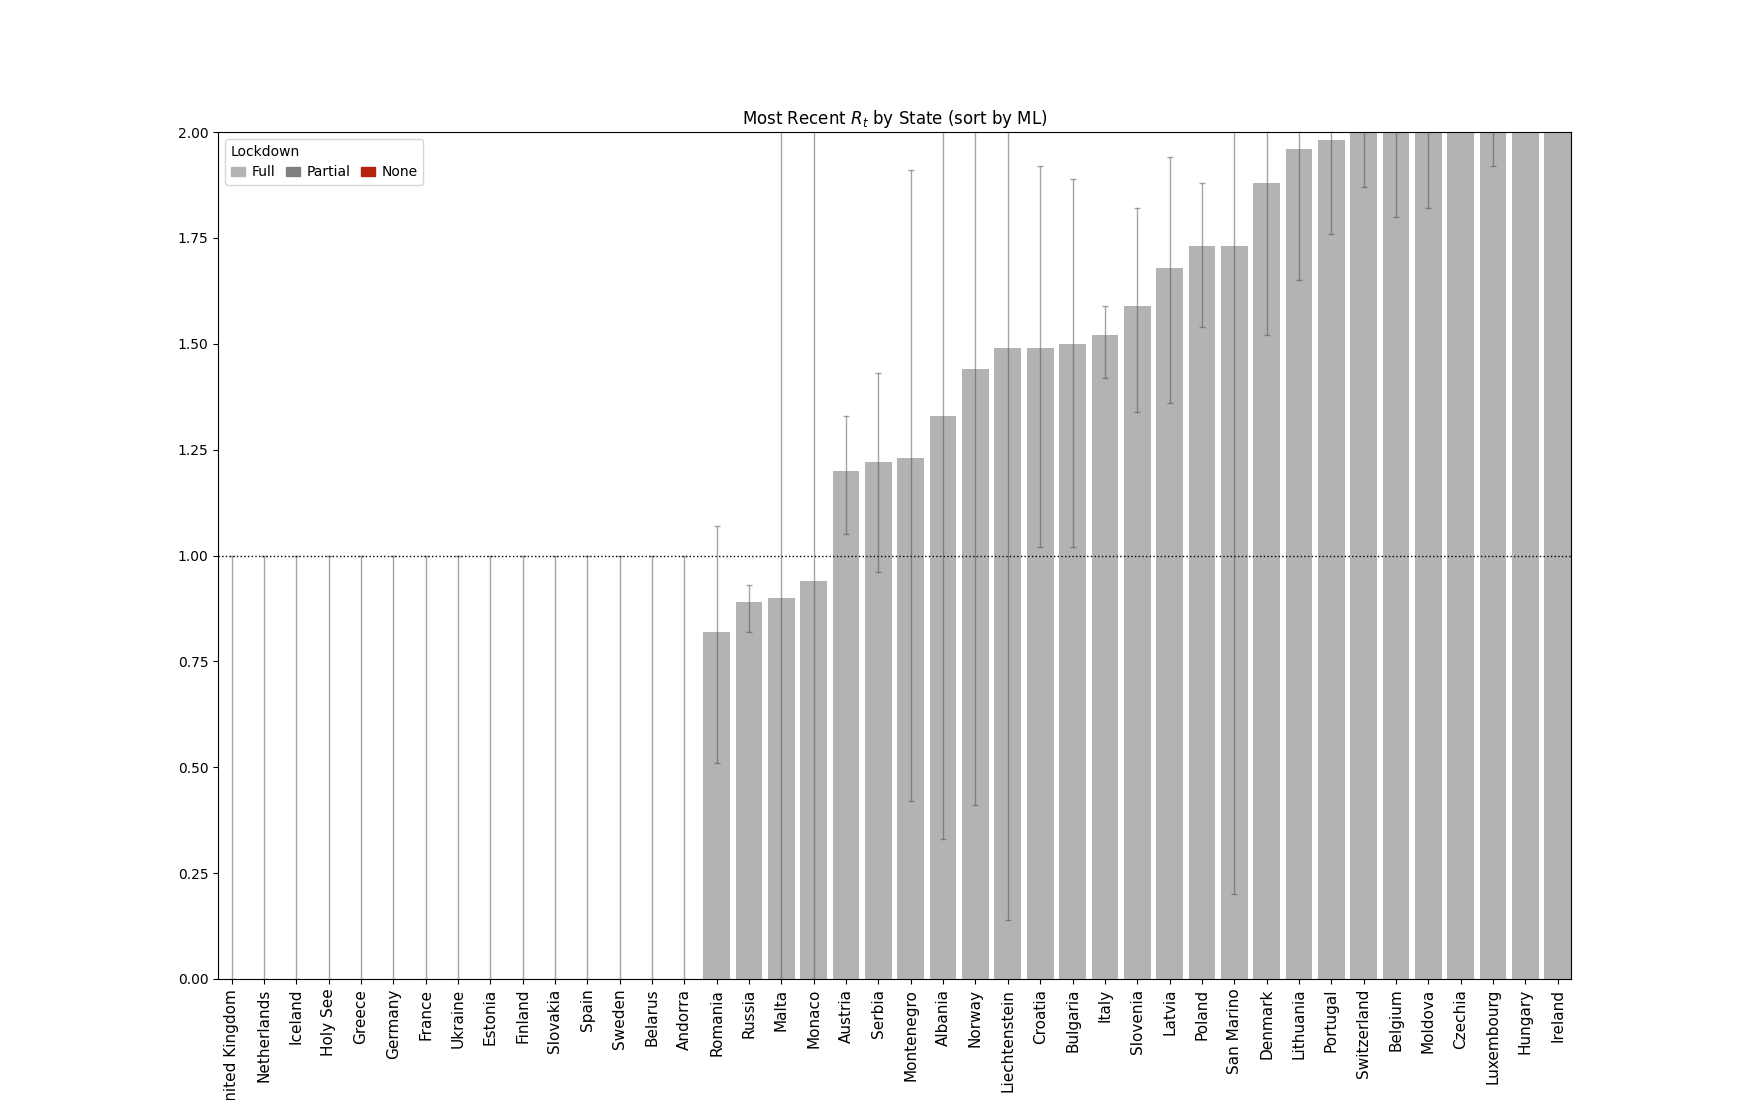 Most Recent Rt by State (sort by ML)
Lockdown
Full Partial None
2.00
1.75
1.50
1.25
1.00
0.75
0.50
0.25
0.00
nited Kingdom
Netherlands
Iceland
Holy See
Greece
Germany
France
Ukraine
Estonia
Finland
Slovakia
Spain
Sweden
Belarus
Andorra
Romania
Russia
Malta
Monaco
Austria
Serbia
Montenegro
Albania
Norway
Liechtenstein
Croatia
Bulgaria
Italy
Slovenia
Latvia
Poland
San Marino
Denmark
Lithuania
Portugal
Switzerland
Belgium
Moldova
Czechia
Luxembourg
Hungary
Ireland